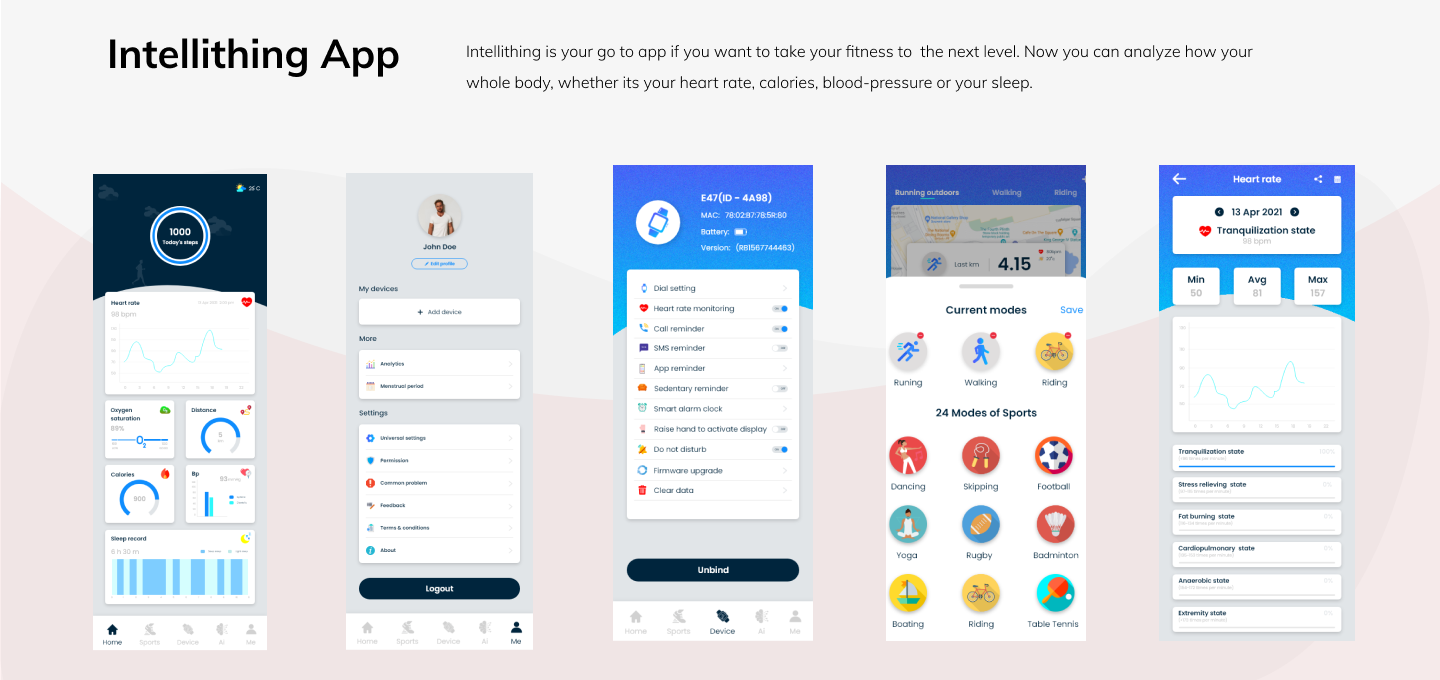 Intellithing App
Intellithing is your go to app if you want to take your fitness to  the next level. Now you can analyze how your
whole body, whether its your heart rate, calories, blood-pressure or your sleep.
25 C
1000
Today's steps
Heart rate
98 bpm
Oxygen
saturation
89%
O2
Distance
5
Calories
900
Bp
93
Sleep record
6 h 30 m
Home
Sports
Device
Ai
Me
John Doe
Edit profile
My devices
+ Add device
More
Analytics
Menstrual period
Settings
Universal settings
Permission
Common problem
Feedback
Terms & conditions
About
Logout
Home
Sports
Device
Ai
Me
E47(ID - 4A98)
MAC: 78:02:B7:78:5R:80
Battery:
Version: (RB1567744463)
Dial setting
Heart rate monitoring
Call reminder
SMS reminder
App reminder
Sedentary reminder
Smart alarm clock
Raise hand to activate display
Do not disturb
Firmware upgrade
Clear data
Unbind
Home
Sports
Device
Ai
Me
Running outdoors
Walking
Riding
Last km
4.15
Current modes
Save
Runing
Walking
Riding
24 Modes of Sports
Dancing
Skipping
Football
Yoga
Rugby
Badminton
Boating
Riding
Table Tennis
Heart rate
13 Apr 2021
Tranquilization state
98 bpm
Min
50
Avg
81
Max
157
Tranquilization state
Stress relieving state
Fat burning state
Cardiopulmonary state
Anaerobic state
Extremity state